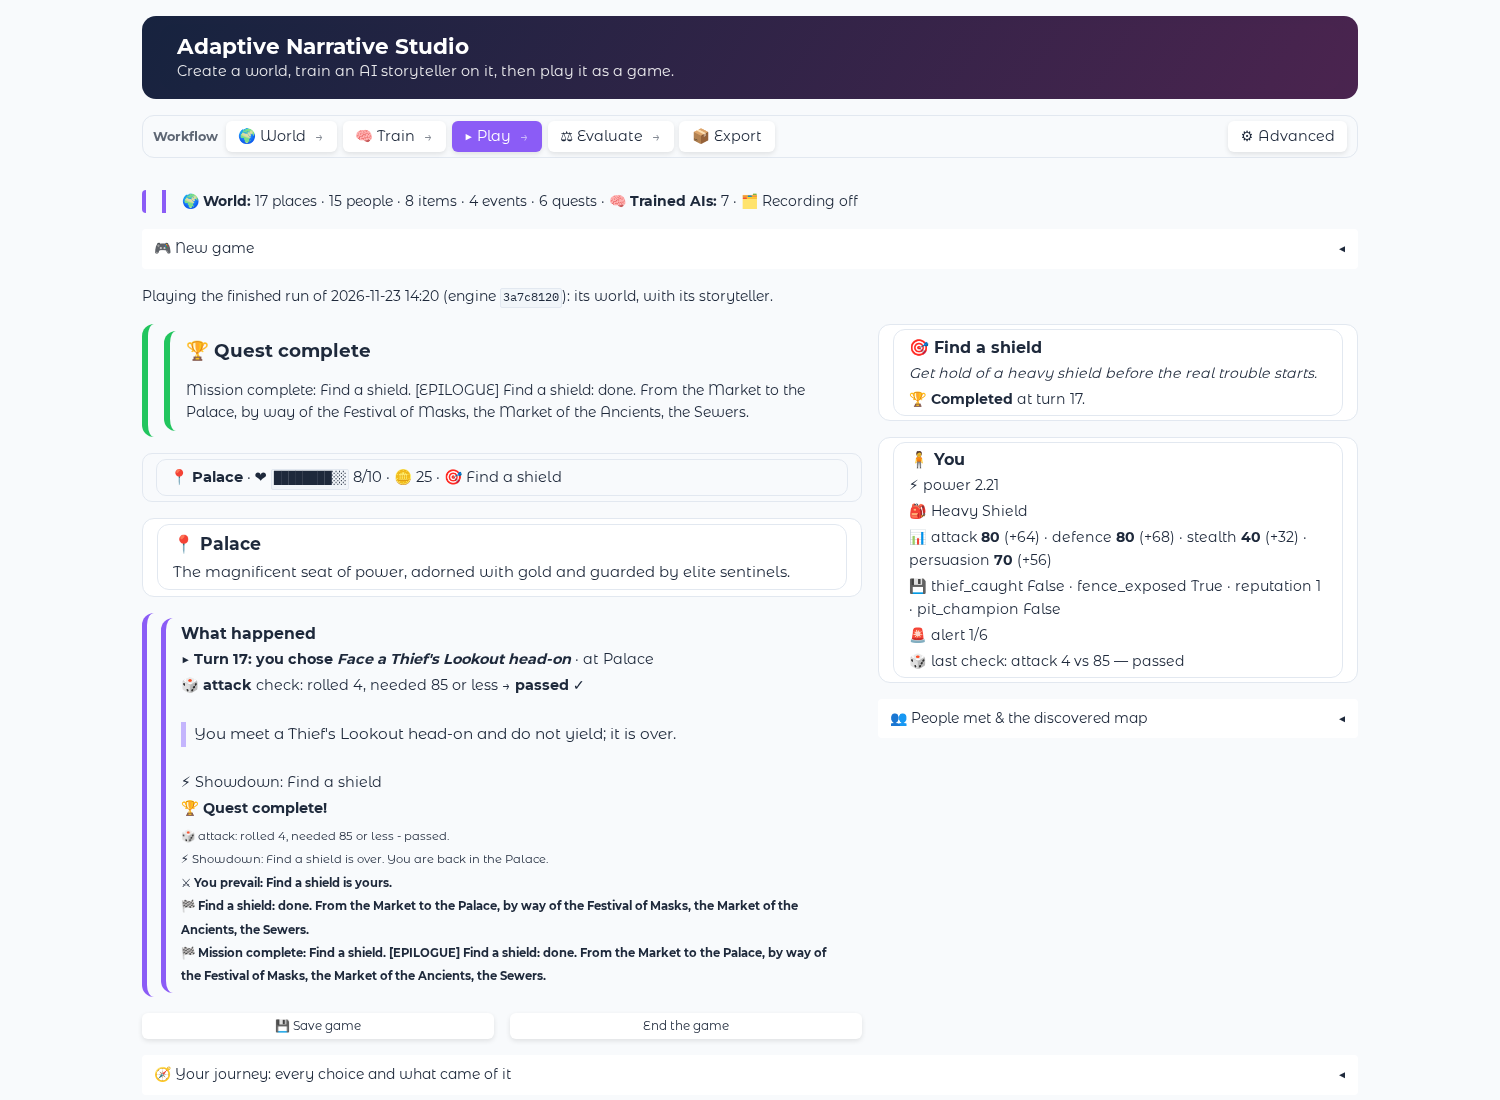 Adaptive Narrative Studio
Create a world, train an AI storyteller on it, then play it as a game.
Workflow 🌍 World → 🧠 Train → ▸ Play → ⚖ Evaluate → 📦 Export ⚙ Advanced
🌍 World: 17 places · 15 people · 8 items · 4 events · 6 quests · 🧠 Trained AIs: 7 · 🗂️ Recording off
🎮 New game
Playing the finished run of 2026-11-23 14:20 (engine 3a7c8120): its world, with its storyteller.
🏆 Quest complete
Mission complete: Find a shield. [EPILOGUE] Find a shield: done. From the Market to the
Palace, by way of the Festival of Masks, the Market of the Ancients, the Sewers.
📍 Palace · ❤ ████████░░ 8/10 · 🪙 25 · 🎯 Find a shield
📍 Palace
The magnificent seat of power, adorned with gold and guarded by elite sentinels.
What happened
▸ Turn 17: you chose Face a Thief's Lookout head-on · at Palace
🎲 attack check: rolled 4, needed 85 or less → passed ✓
You meet a Thief's Lookout head-on and do not yield; it is over.
⚡ Showdown: Find a shield
🏆 Quest complete!
🎲 attack: rolled 4, needed 85 or less - passed.
⚡ Showdown: Find a shield is over. You are back in the Palace.
⚔ You prevail: Find a shield is yours.
🏁 Find a shield: done. From the Market to the Palace, by way of the Festival of Masks, the Market of the
Ancients, the Sewers.
🏁 Mission complete: Find a shield. [EPILOGUE] Find a shield: done. From the Market to the Palace, by way of
the Festival of Masks, the Market of the Ancients, the Sewers.
💾 Save game
End the game
🎯 Find a shield
Get hold of a heavy shield before the real trouble starts.
🏆 Completed at turn 17.
🧍 You
⚡ power 2.21
🎒 Heavy Shield
📊 attack 80 (+64) · defence 80 (+68) · stealth 40 (+32) ·
persuasion 70 (+56)
💾 thief_caught False · fence_exposed True · reputation 1
· pit_champion False
🚨 alert 1/6
🎲 last check: attack 4 vs 85 — passed
👥 People met & the discovered map
🧭 Your journey: every choice and what came of it